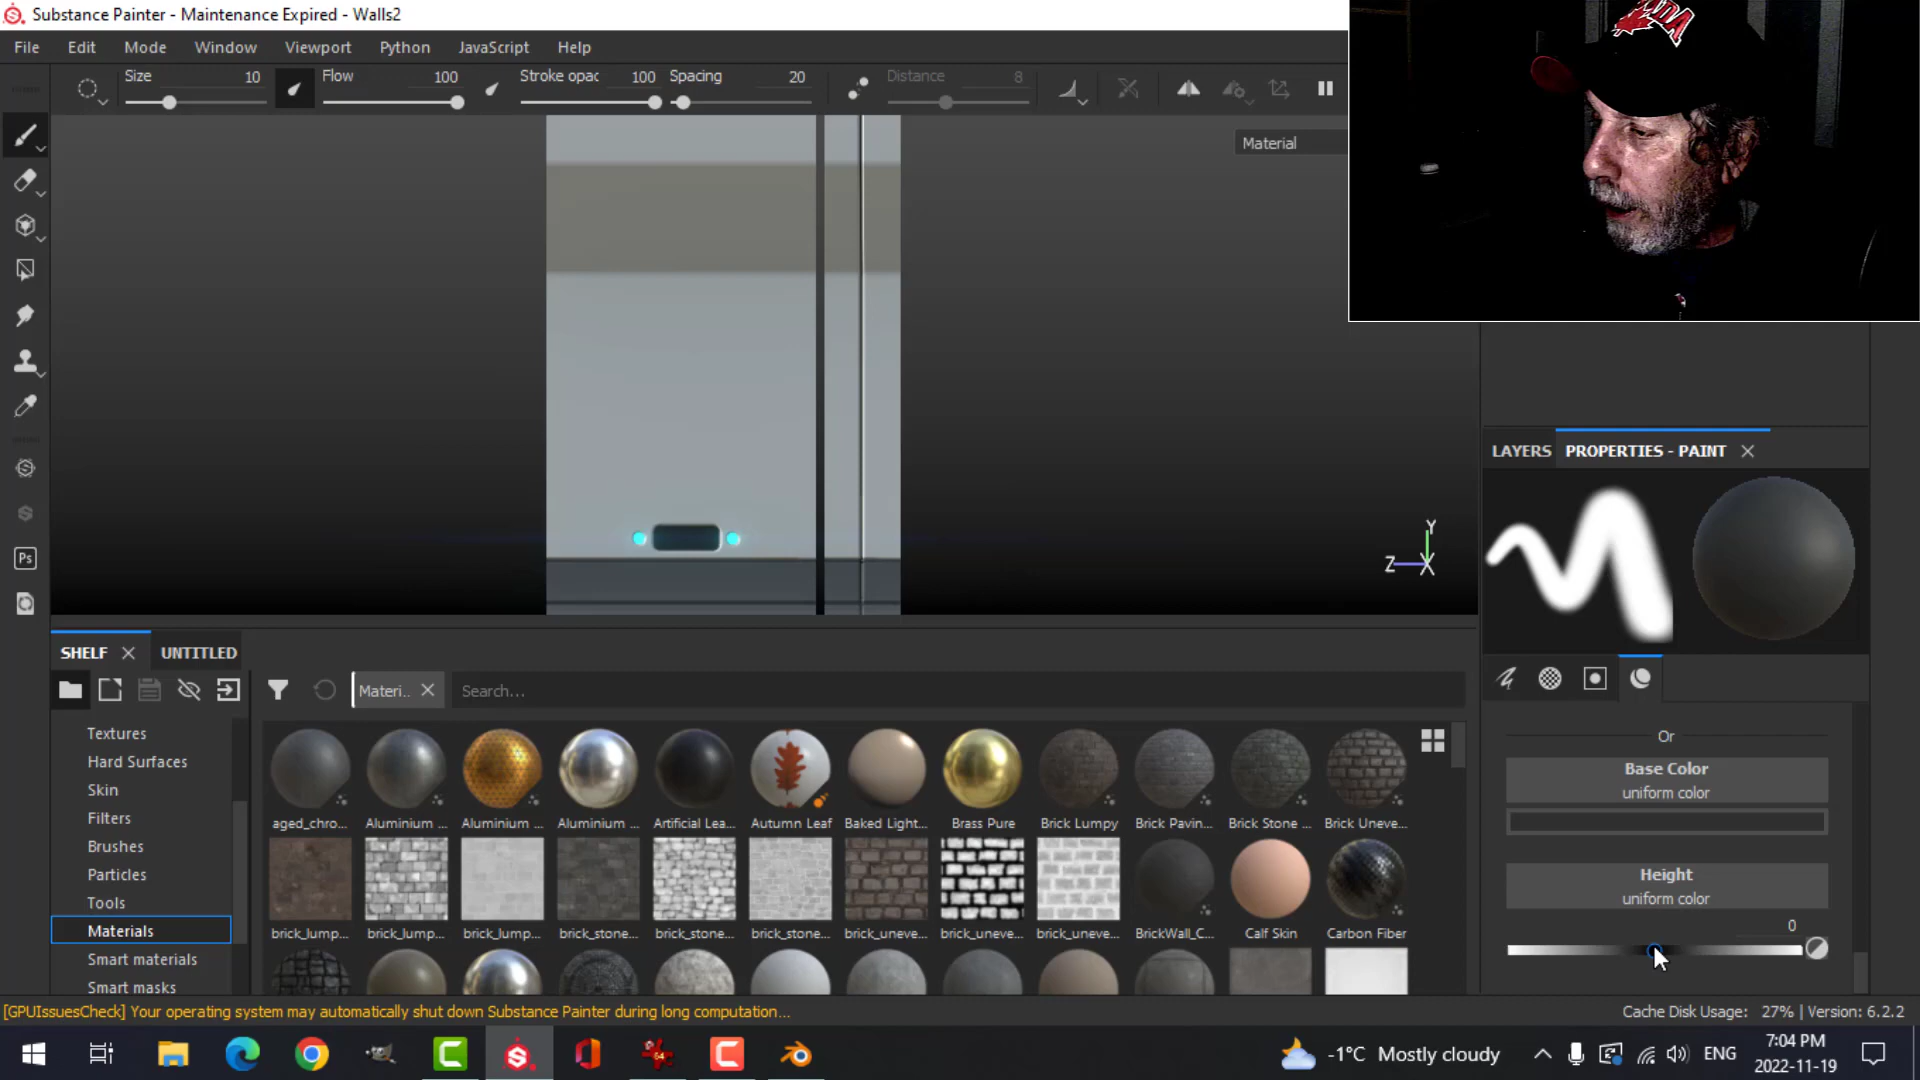 Substance Painter - Maintenance Expired - Walls2
File Edit Mode Window Viewport Python JavaScript Help
Size 10 Flow 100 Stroke opac 100 Spacing 20 Distance 8
Material
Y
Z X
LAYERS PROPERTIES - PAINT
SHELF UNTITLED
Materi.. Search...
Ps
Textures
Hard Surfaces
Skin
Filters
Brushes
Particles
Tools
Materials
Smart materials
Smart masks
aged_chro... Aluminium ... Aluminium ... Aluminium ... Artificial Lea... Autumn Leaf Baked Light... Brass Pure Brick Lumpy Brick Pavin... Brick Stone ... Brick Uneve...
brick_lump... brick_lump... brick_lump... brick_stone... brick_stone... brick_stone... brick_uneve... brick_uneve... brick_uneve... BrickWall_C... Calf Skin Carbon Fiber
Or
Base Color
uniform color
Height
uniform color
0
[GPUIssuesCheck] Your operating system may automatically shut down Substance Painter during long computation...
Cache Disk Usage: 27% | Version: 6.2.2
-1°C Mostly cloudy
ENG
7:04 PM
2022-11-19